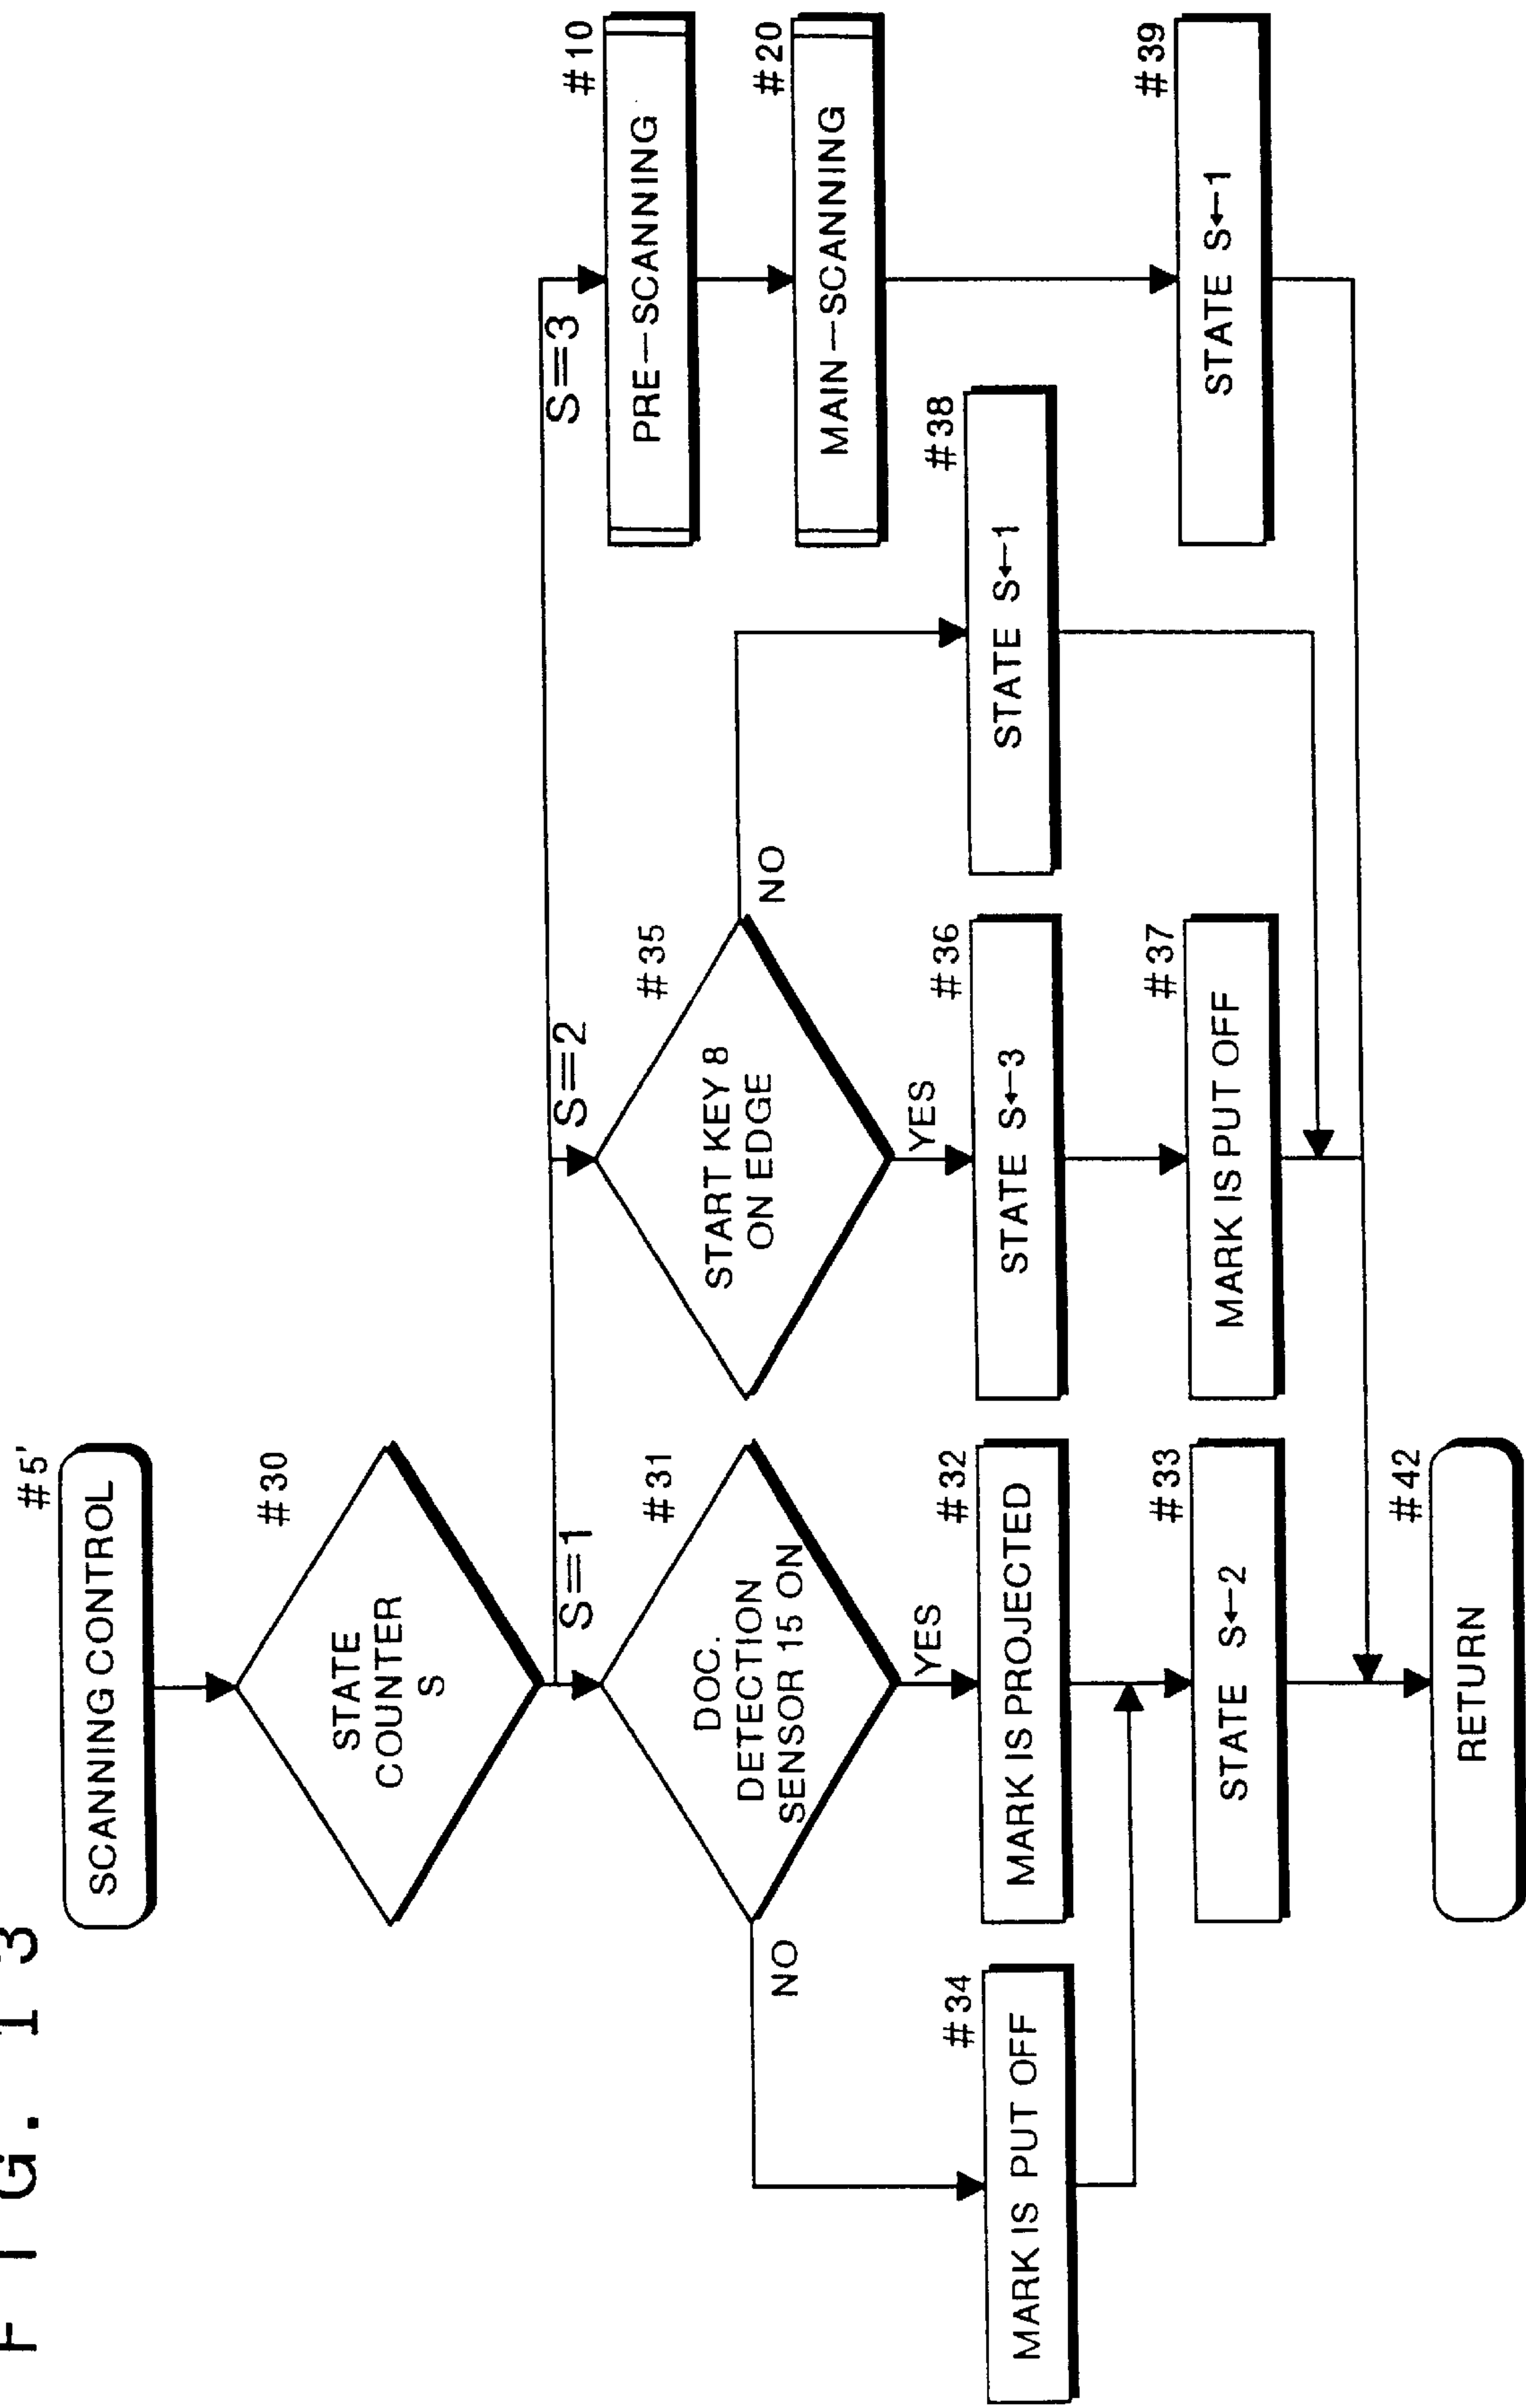 FIG. 13
#5'
SCANNING CONTROL
#30
STATE
COUNTER
S
S=1
S=2
S=3
#31
DOC.
DETECTION
SENSOR 15 ON
NO
YES
#34
MARK IS PUT OFF
#32
MARK IS PROJECTED
#33
STATE S←2
#35
START KEY 8
ON EDGE
NO
YES
#36
STATE S←3
#37
MARK IS PUT OFF
#38
STATE S←1
#10
PRE-SCANNING
#20
MAIN-SCANNING
#39
STATE S←1
#42
RETURN